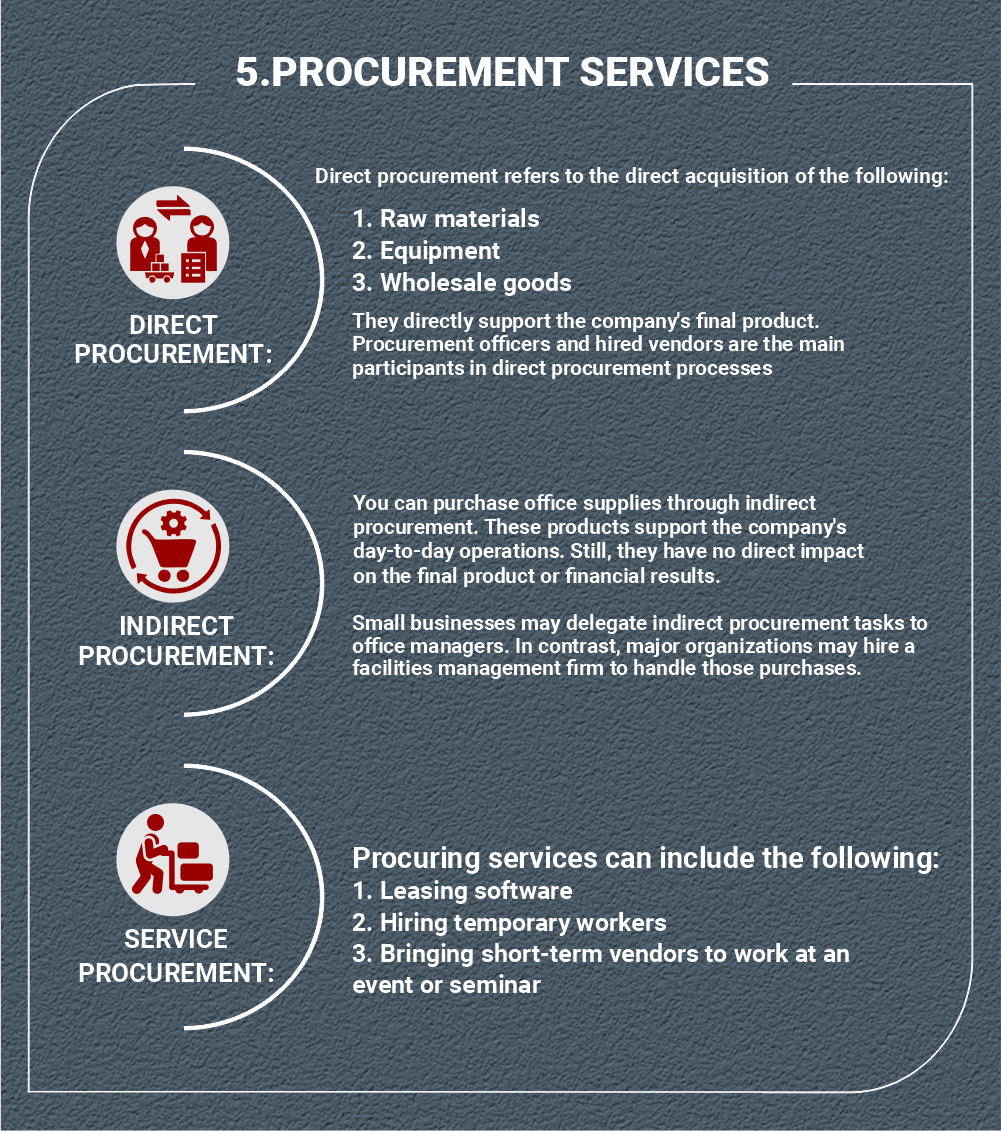 5.PROCUREMENT SERVICES
DIRECT
PROCUREMENT:
Direct procurement refers to the direct acquisition of the following:
1. Raw materials
2. Equipment
3. Wholesale goods
They directly support the company's final product.
Procurement officers and hired vendors are the main
participants in direct procurement processes
INDIRECT
PROCUREMENT:
You can purchase office supplies through indirect
procurement. These products support the company's
day-to-day operations. Still, they have no direct impact
on the final product or financial results.
Small businesses may delegate indirect procurement tasks to
office managers. In contrast, major organizations may hire a
facilities management firm to handle those purchases.
SERVICE
PROCUREMENT:
Procuring services can include the following:
1. Leasing software
2. Hiring temporary workers
3. Bringing short-term vendors to work at an
event or seminar